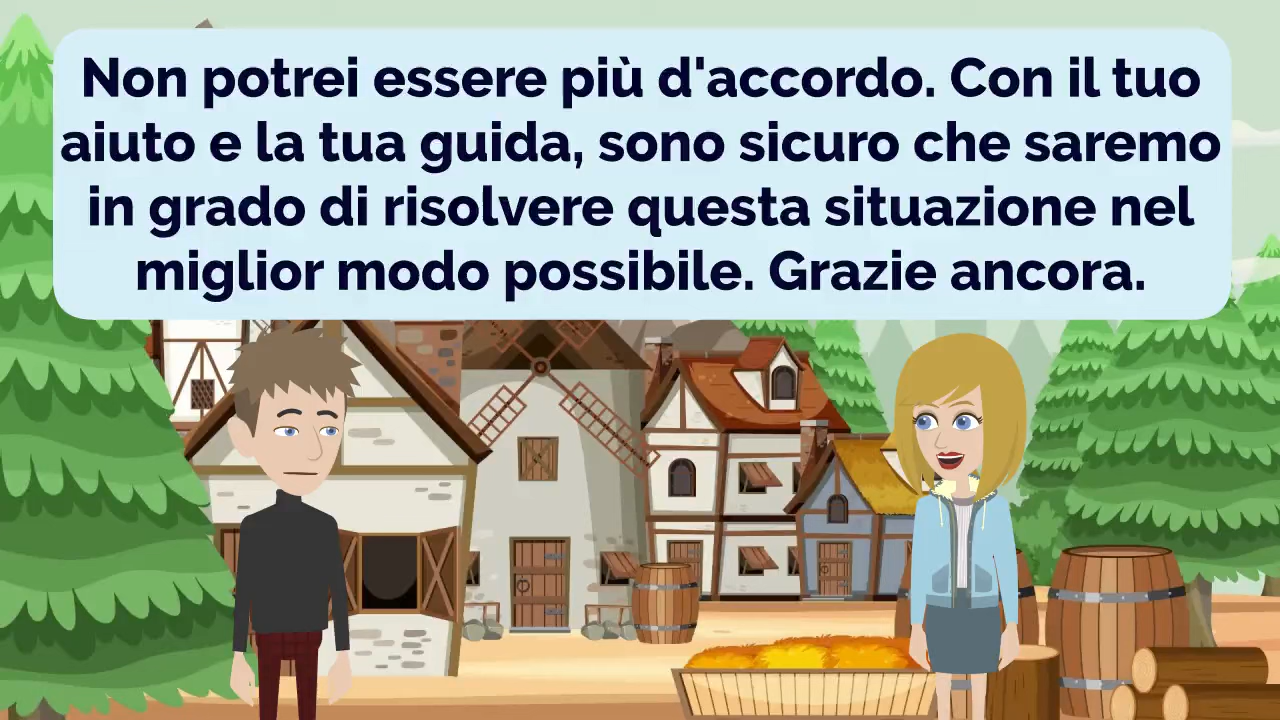 Non potrei essere più d'accordo. Con il tuo
aiuto e la tua guida, sono sicuro che saremo
in grado di risolvere questa situazione nel
miglior modo possibile. Grazie ancora.